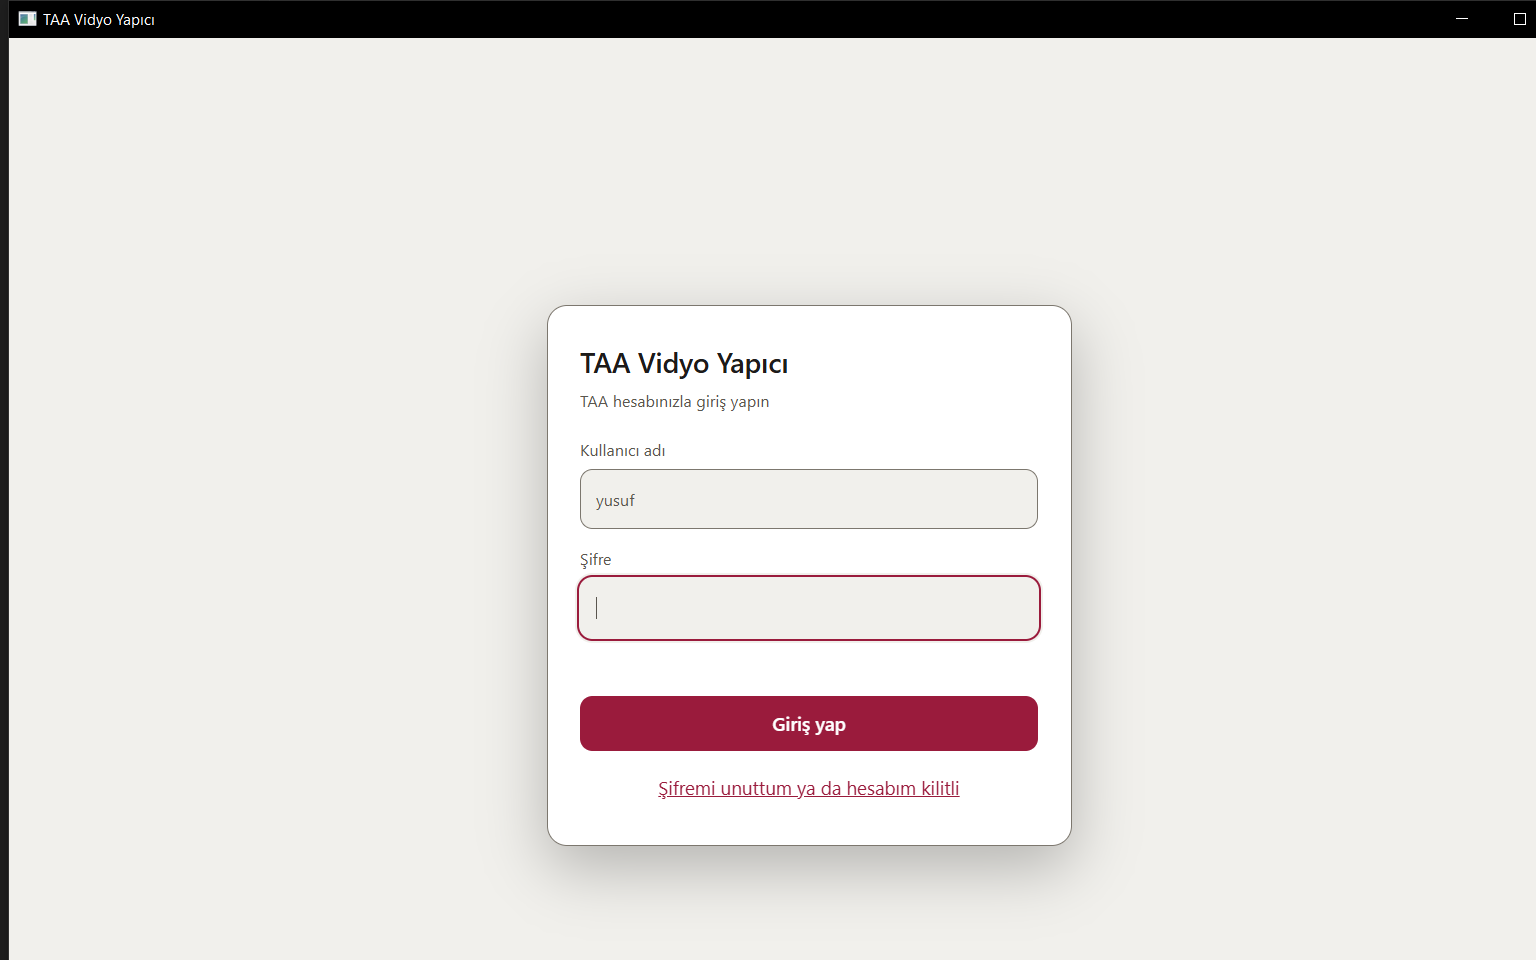 TAA Vidyo Yapıcı
TAA Vidyo Yapıcı
TAA hesabınızla giriş yapın
Kullanıcı adı
yusuf
Şifre
Giriş yap
Şifremi unuttum ya da hesabım kilitli